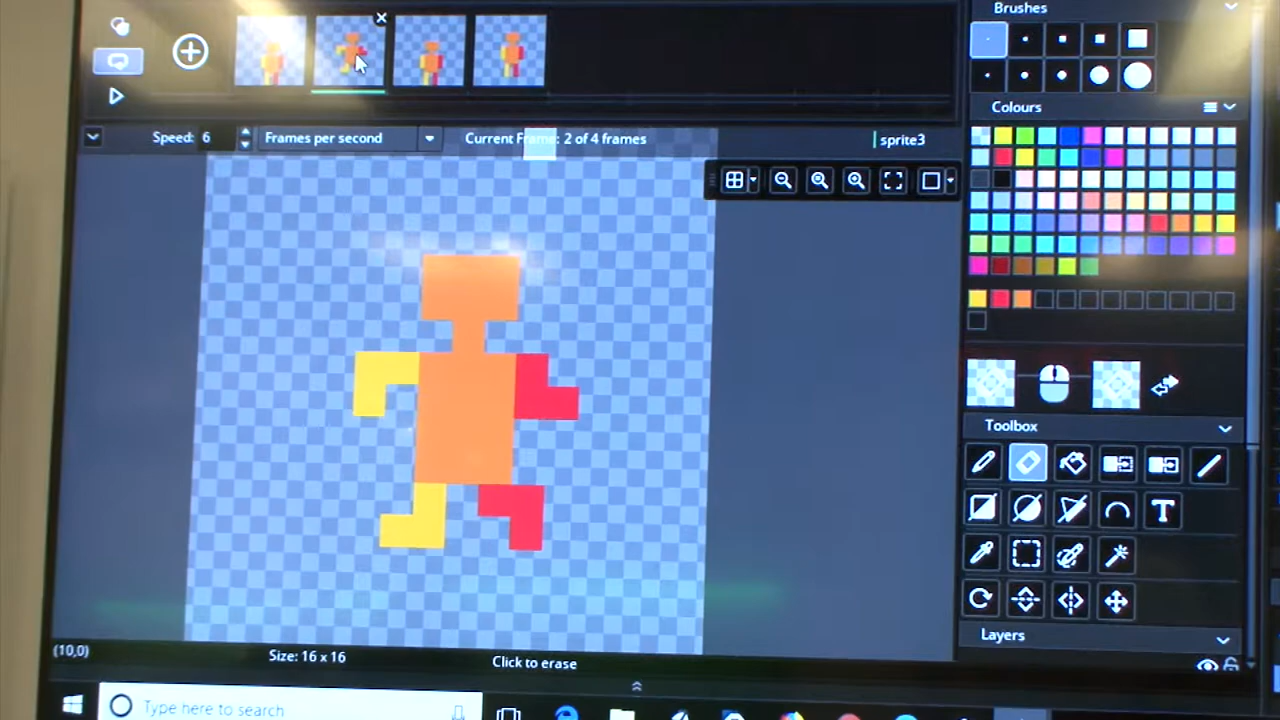 Brushes
Colours
Speed: 6 Frames per second Current Frame: 2 of 4 frames sprite3
Toolbox
T
Layers
(10,0) Size: 16 x 16 Click to erase
Type here to search